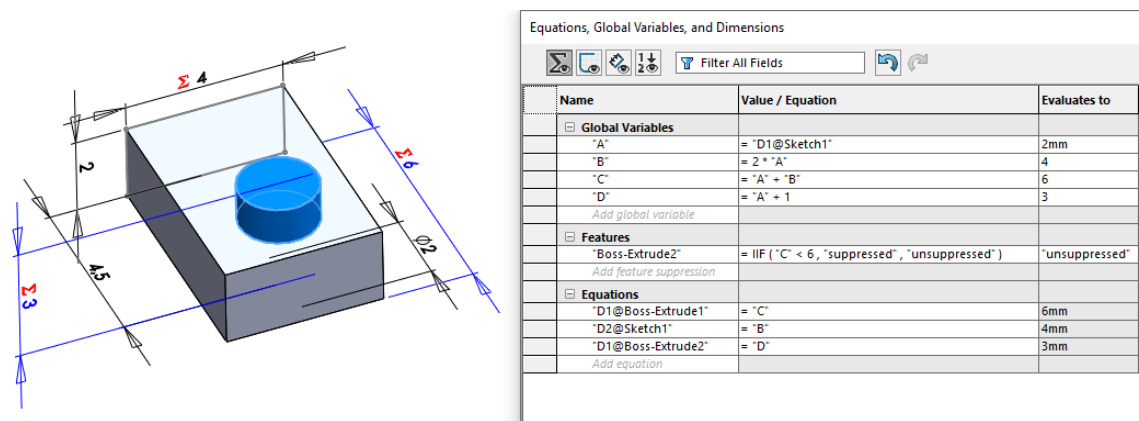 Σ 4
2
Σ 6
4,5
Ø2
Σ 3
Equations, Global Variables, and Dimensions
Filter All Fields
Name Value / Equation Evaluates to
Global Variables
"A" = "D1@Sketch1" 2mm
"B" = 2 * "A" 4
"C" = "A" + "B" 6
"D" = "A" + 1 3
Add global variable
Features
"Boss-Extrude2" = IIF ( "C" < 6 , "suppressed" , "unsuppressed" ) "unsuppressed"
Add feature suppression
Equations
"D1@Boss-Extrude1" = "C" 6mm
"D2@Sketch1" = "B" 4mm
"D1@Boss-Extrude2" = "D" 3mm
Add equation